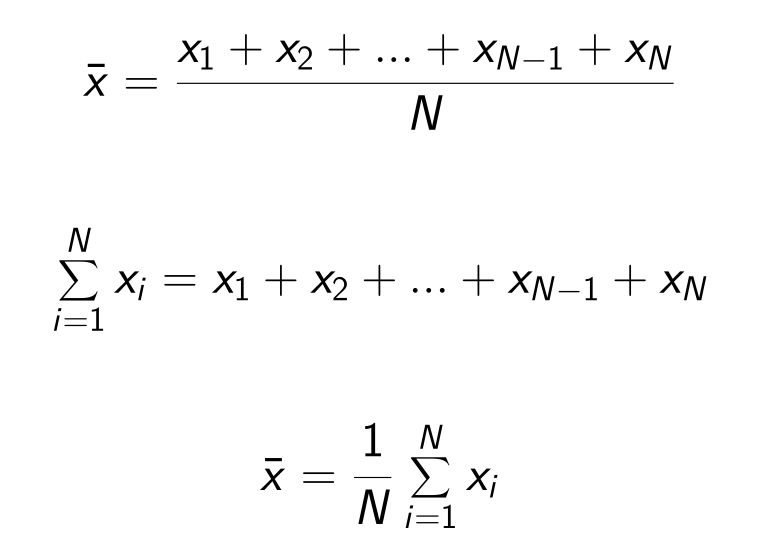 x̄ = (x₁ + x₂ + ... + x_{N−1} + x_N) / N
∑_{i=1}^{N} x_i = x₁ + x₂ + ... + x_{N−1} + x_N
x̄ = (1/N) ∑_{i=1}^{N} x_i